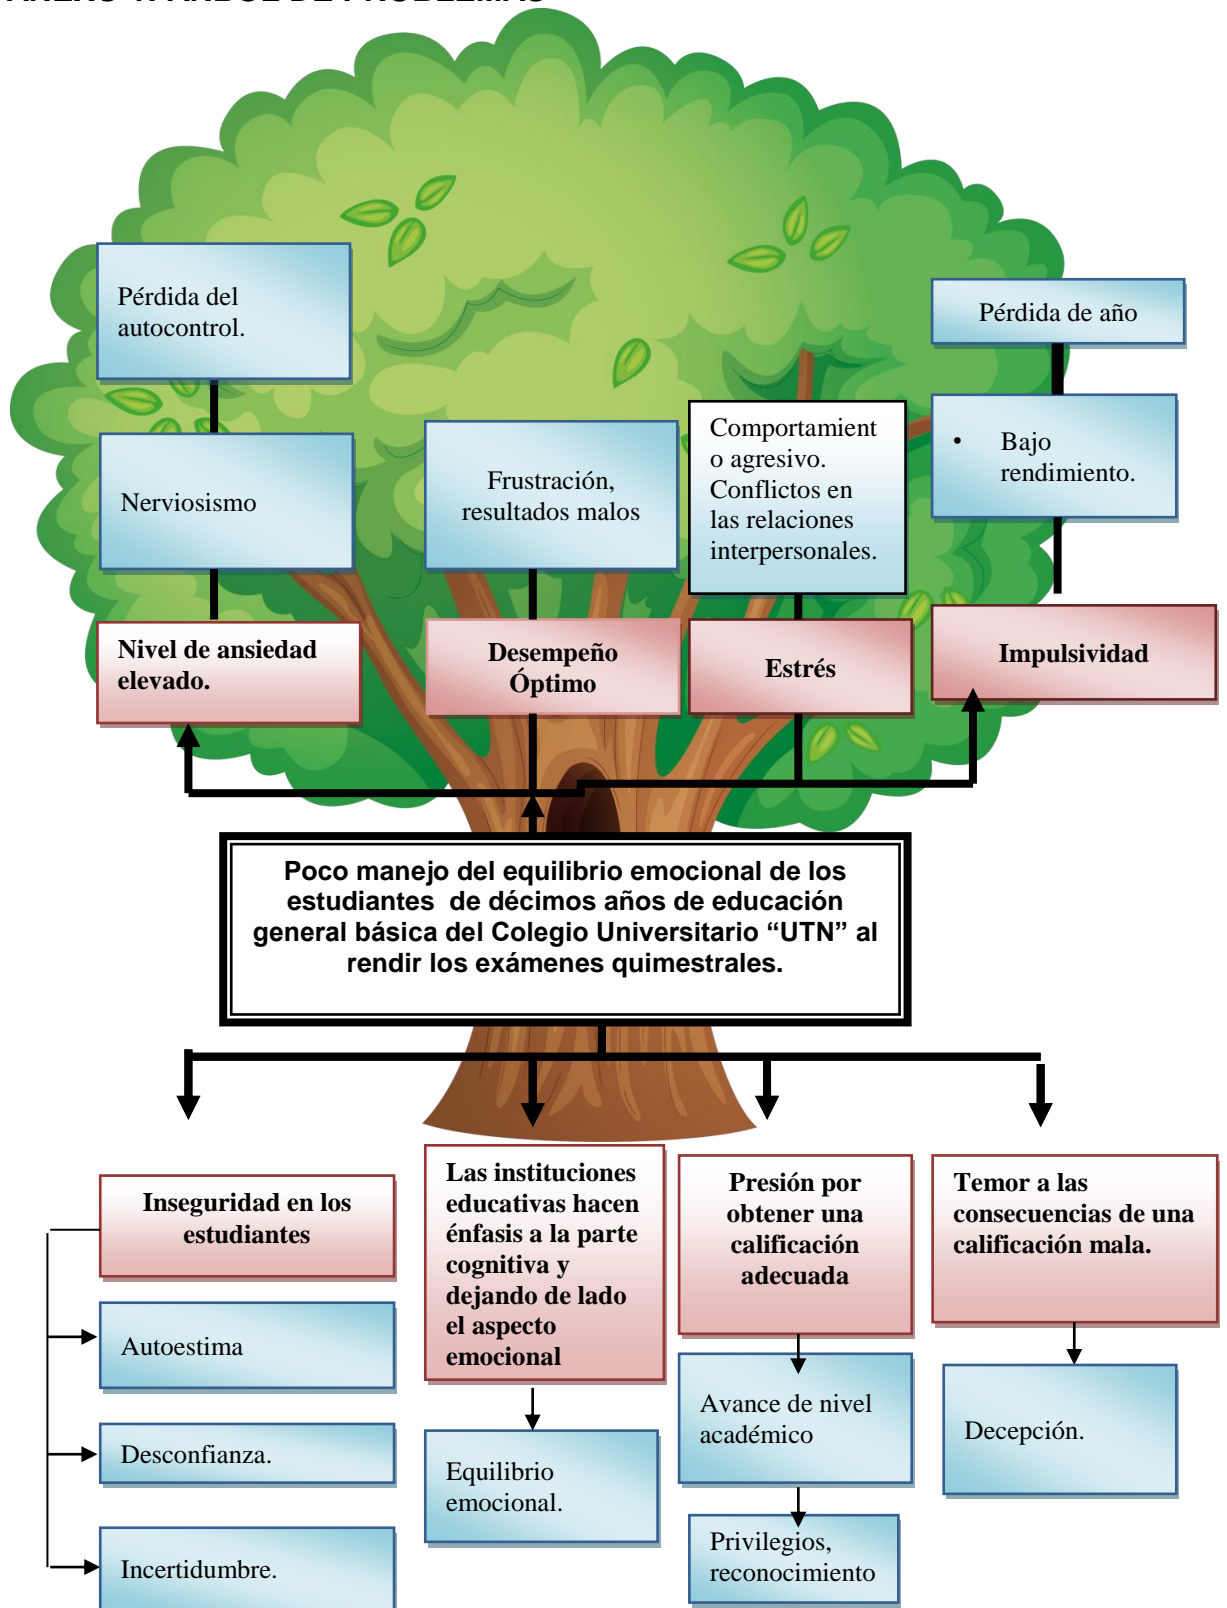 Pérdida del
autocontrol.
Pérdida de año
Nerviosismo
Frustración,
resultados malos
Comportamient
o agresivo.
Conflictos en
las relaciones
interpersonales.
• Bajo
rendimiento.
Nivel de ansiedad
elevado.
Desempeño
Óptimo
Estrés
Impulsividad
Poco manejo del equilibrio emocional de los
estudiantes de décimos años de educación
general básica del Colegio Universitario “UTN” al
rendir los exámenes quimestrales.
Inseguridad en los
estudiantes
Las instituciones
educativas hacen
énfasis a la parte
cognitiva y
dejando de lado
el aspecto
emocional
Presión por
obtener una
calificación
adecuada
Temor a las
consecuencias de una
calificación mala.
Autoestima
Desconfianza.
Incertidumbre.
Equilibrio
emocional.
Avance de nivel
académico
Privilegios,
reconocimiento
Decepción.